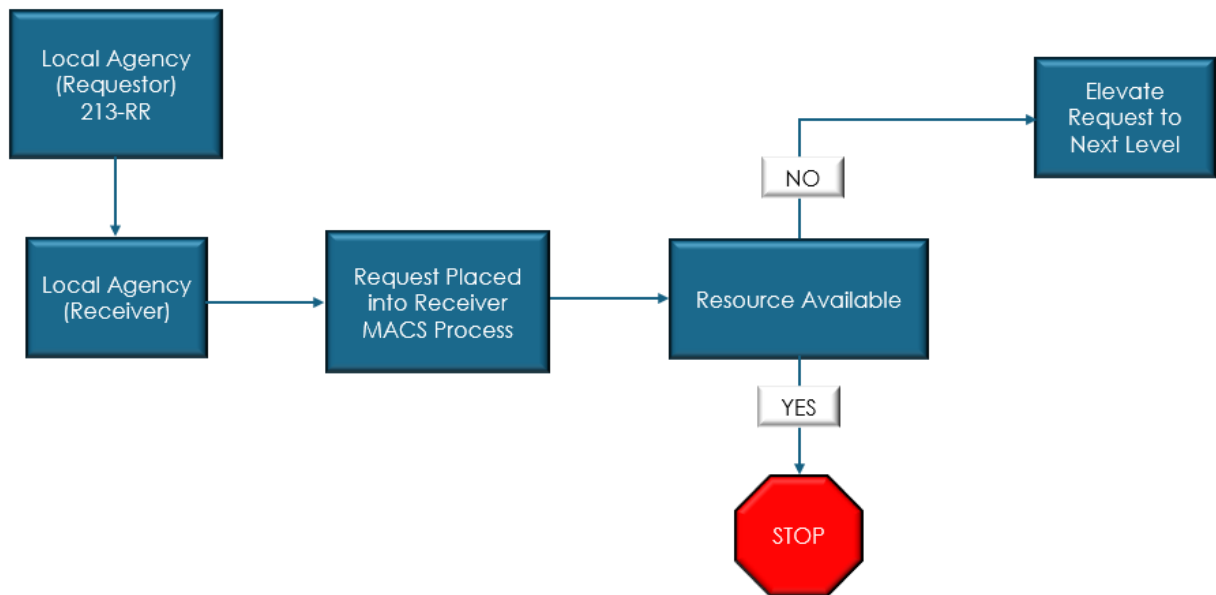 Local Agency
(Requestor)
213-RR
Local Agency
(Receiver)
Request Placed
into Receiver
MACS Process
Resource Available
NO
Elevate
Request to
Next Level
YES
STOP